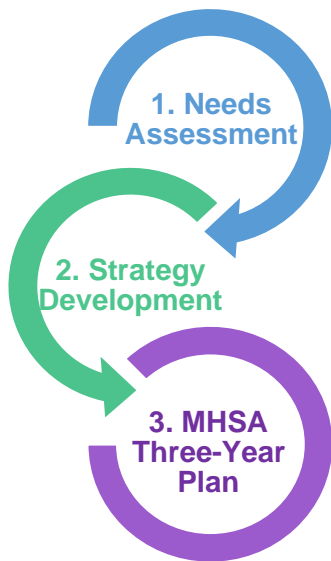 1. Needs
Assessment
2. Strategy
Development
3. MHSA
Three-Year
Plan